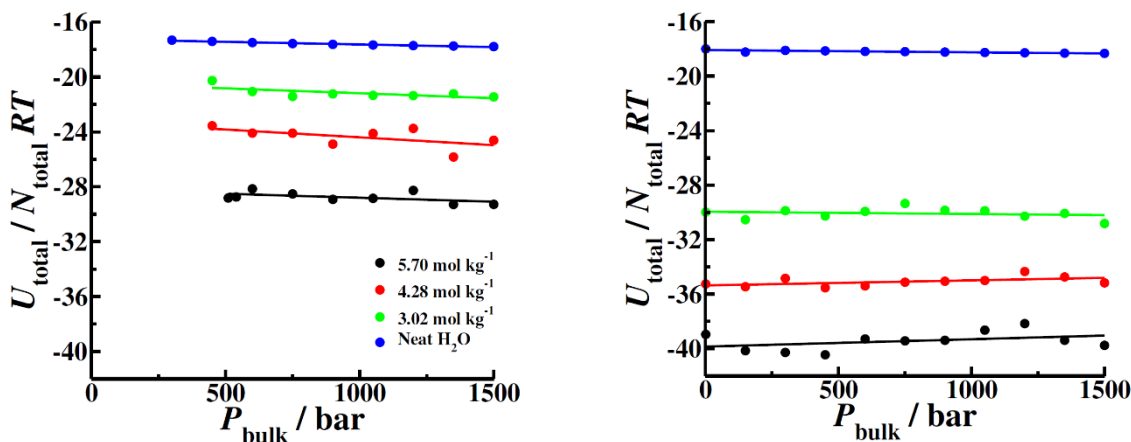 -16
-20
-24
-28
-32
-36
-40
U_total / N_total RT
0
500
1000
1500
P_bulk / bar
5.70 mol kg^-1
4.28 mol kg^-1
3.02 mol kg^-1
Neat H_2O
-16
-20
-24
-28
-32
-36
-40
U_total / N_total RT
0
500
1000
1500
P_bulk / bar